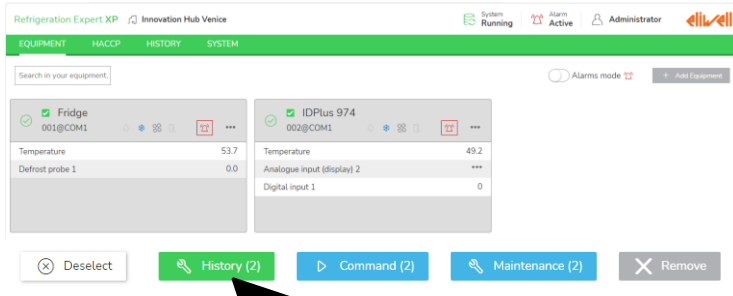 Refrigeration Expert XP Innovation Hub Venice System Running Alarm Active Administrator eliwell
EQUIPMENT HACCP HISTORY SYSTEM
Search in your equipment. Alarms mode + Add Equipment
Fridge
001@COM1 •••
Temperature 53.7
Defrost probe 1 0.0
IDPlus 974
002@COM1 •••
Temperature 49.2
Analogue input (display) 2 ***
Digital input 1 0
Deselect History (2) Command (2) Maintenance (2) Remove